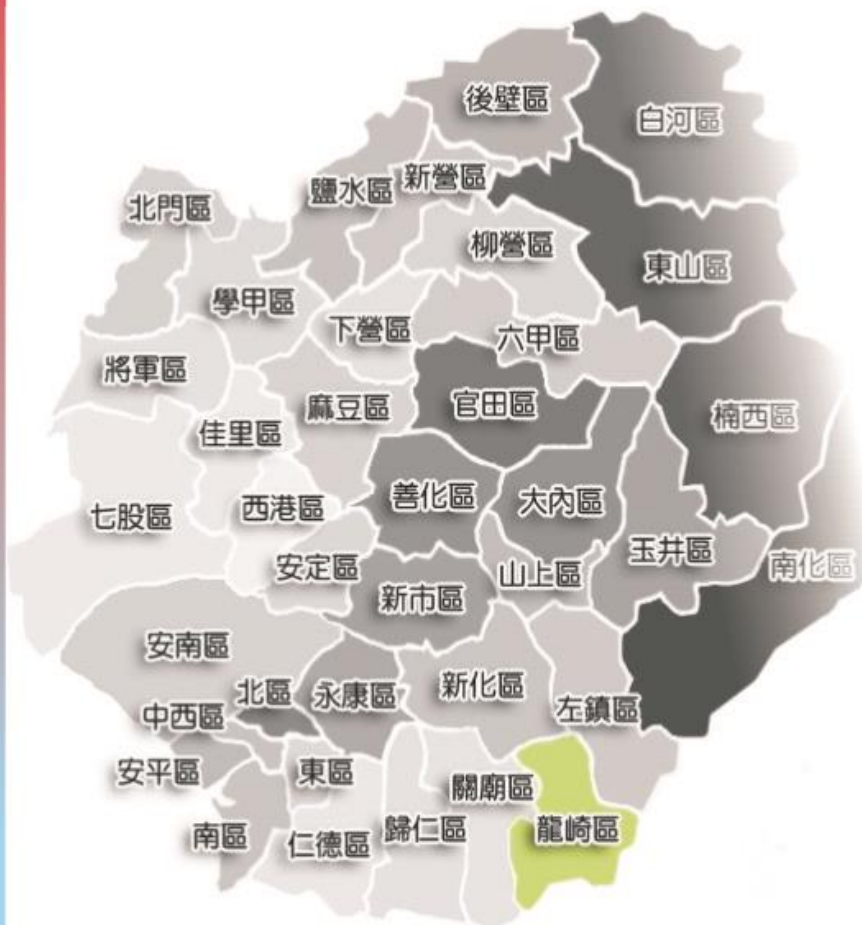 後壁區
白河區
新營區
鹽水區
北門區
柳營區
東山區
學甲區
下營區
六甲區
將軍區
麻豆區
官田區
楠西區
佳里區
善化區
大內區
西港區
七股區
玉井區
南化區
安定區
山上區
新市區
安南區
新化區
北區
永康區
左鎮區
中西區
安平區
東區
關廟區
南區
仁德區
歸仁區
龍崎區